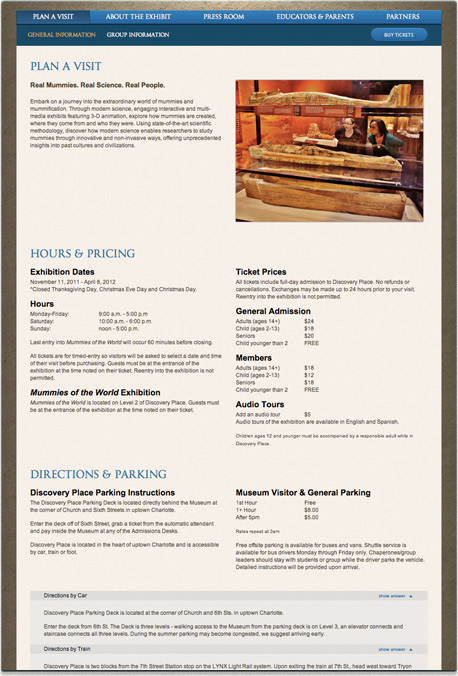 PLAN A VISIT ABOUT THE EXHIBIT PRESS ROOM EDUCATORS & PARENTS PARTNERS
GENERAL INFORMATION GROUP INFORMATION BUY TICKETS
PLAN A VISIT
Real Mummies. Real Science. Real People.
Embark on a journey into the extraordinary world of mummies and
mummification. Through modern science, engaging interactive and multi-
media exhibits featuring 3-D animation, explore how mummies are created,
where they come from and who they were. Using state-of-the-art scientific
methodology, discover how modern science enables researchers to study
mummies through innovative and non-invasive ways, offering unprecedented
insights into past cultures and civilizations.
HOURS & PRICING
Exhibition Dates
November 11, 2011 - April 8, 2012
*Closed Thanksgiving Day, Christmas Eve Day and Christmas Day.
Hours
Monday-Friday: 9:00 a.m. - 5:00 p.m
Saturday: 10:00 a.m. - 6:00 p.m.
Sunday: noon - 5:00 p.m.
Last entry into Mummies of the World will occur 60 minutes before closing.
All tickets are for timed-entry so visitors will be asked to select a date and time
of their visit before purchasing. Guests must be at the entrance of the
exhibition at the time noted on their ticket. Reentry into the exhibition is not
permitted.
Mummies of the World Exhibition
Mummies of the World is located on Level 2 of Discovery Place. Guests must
be at the entrance of the exhibition at the time noted on their ticket.
Ticket Prices
All tickets include full-day admission to Discovery Place. No refunds or
cancellations. Exchanges may be made up to 24 hours prior to your visit.
Reentry into the exhibition is not permitted.
General Admission
Adults (ages 14+) $24
Child (ages 2-13) $18
Seniors $20
Child younger than 2 FREE
Members
Adults (ages 14+) $18
Child (ages 2-13) $12
Seniors $18
Child younger than 2 FREE
Audio Tours
Add an audio tour $5
Audio tours of the exhibition are available in English and Spanish.
Children ages 12 and younger must be accompanied by a responsible adult while in
Discovery Place.
DIRECTIONS & PARKING
Discovery Place Parking Instructions
The Discovery Place Parking Deck is located directly behind the Museum at
the corner of Church and Sixth Streets in uptown Charlotte.
Enter the deck off of Sixth Street, grab a ticket from the automatic attendant
and pay inside the Museum at any of the Admissions Desks.
Discovery Place is located in the heart of uptown Charlotte and is accessible
by car, train or foot.
Museum Visitor & General Parking
1st Hour Free
1+ Hour $8.00
After 5pm $5.00
Rates repeat at 3am
Free offsite parking is available for buses and vans. Shuttle service is
available for bus drivers Monday through Friday only. Chaperones/group
leaders should stay with students or group while the driver parks the vehicle.
Detailed instructions will be provided upon arrival.
Directions by Car show answer
Discovery Place Parking Deck is located at the corner of Church and 6th Sts. in uptown Charlotte.
Enter the deck from 6th St. The Deck is three levels - walking access to the Museum from the parking deck is on Level 3, an elevator connects and
staircase connects all three levels. During the summer parking may become congested, we suggest arriving early.
Directions by Train show answer
Discovery Place is two blocks from the 7th Street Station stop on the LYNX Light Rail system. Upon exiting the train at 7th St., head west toward Tryon